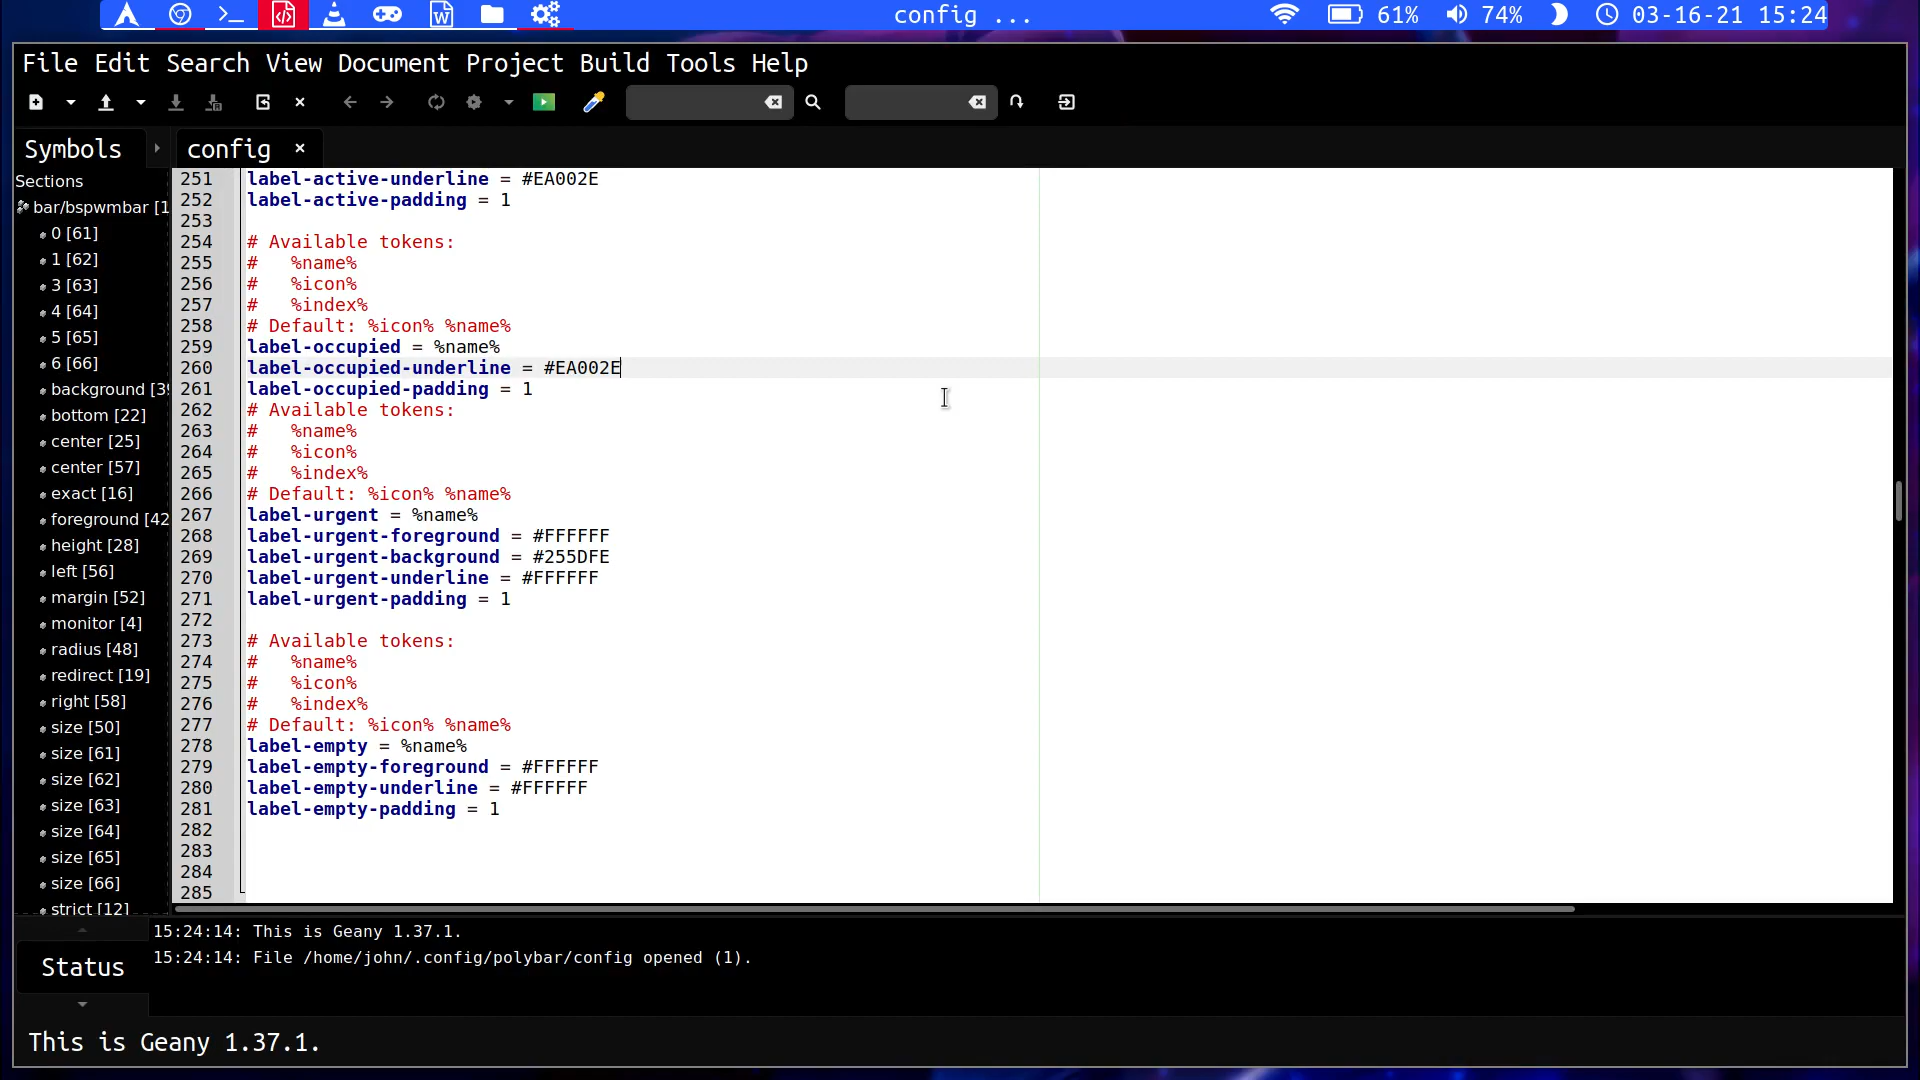 config ...
61%
74%
03-16-21 15:24
File Edit Search View Document Project Build Tools Help
Symbols
config
Sections
bar/bspwmbar [1
0 [61]
1 [62]
3 [63]
4 [64]
5 [65]
6 [66]
background [39
bottom [22]
center [25]
center [57]
exact [16]
foreground [42
height [28]
left [56]
margin [52]
monitor [4]
radius [48]
redirect [19]
right [58]
size [50]
size [61]
size [62]
size [63]
size [64]
size [65]
size [66]
strict [12]
251 label-active-underline = #EA002E
252 label-active-padding = 1
253
254 # Available tokens:
255 #   %name%
256 #   %icon%
257 #   %index%
258 # Default: %icon% %name%
259 label-occupied = %name%
260 label-occupied-underline = #EA002E
261 label-occupied-padding = 1
262 # Available tokens:
263 #   %name%
264 #   %icon%
265 #   %index%
266 # Default: %icon% %name%
267 label-urgent = %name%
268 label-urgent-foreground = #FFFFFF
269 label-urgent-background = #255DFE
270 label-urgent-underline = #FFFFFF
271 label-urgent-padding = 1
272
273 # Available tokens:
274 #   %name%
275 #   %icon%
276 #   %index%
277 # Default: %icon% %name%
278 label-empty = %name%
279 label-empty-foreground = #FFFFFF
280 label-empty-underline = #FFFFFF
281 label-empty-padding = 1
282
283
284
285
Status
15:24:14: This is Geany 1.37.1.
15:24:14: File /home/john/.config/polybar/config opened (1).
This is Geany 1.37.1.